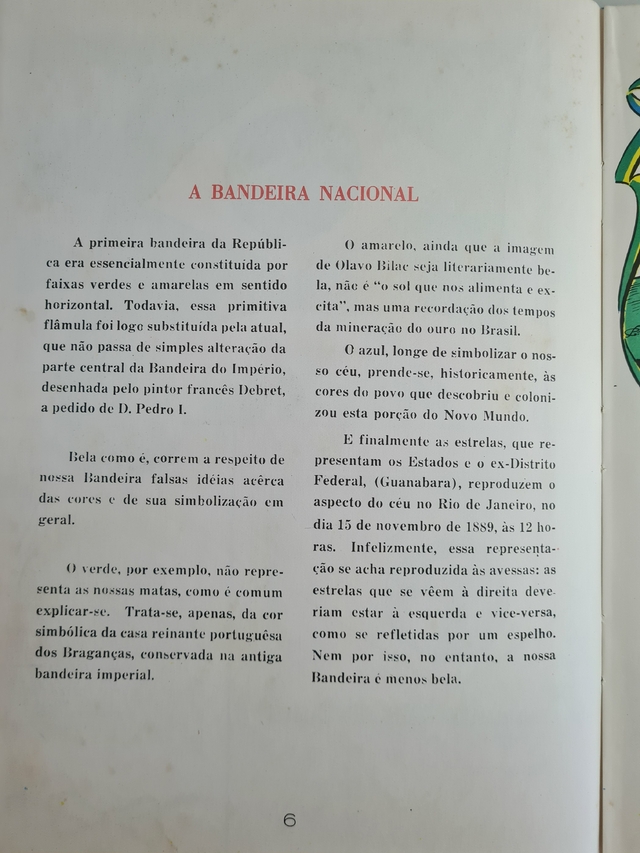 A BANDEIRA NACIONAL
A primeira bandeira da Repúbli-
ca era essencialmente constituída por
faixas verdes e amarelas em sentido
horizontal. Todavia, essa primitiva
flâmula foi logo substituída pela atual,
que não passa de simples alteração da
parte central da Bandeira do Império,
desenhada pelo pintor francês Debret,
a pedido de D. Pedro I.
Bela como é, correm a respeito de
nossa Bandeira falsas idéias acêrca
das cores e de sua simbolização em
geral.
O verde, por exemplo, não repre-
senta as nossas matas, como é comum
explicar-se. Trata-se, apenas, da cor
simbólica da casa reinante portuguêsa
dos Braganças, conservada na antiga
bandeira imperial.
O amarelo, ainda que a imagem
de Olavo Bilac seja literariamente be-
la, não é "o sol que nos alimenta e ex-
cita", mas uma recordação dos tempos
da mineração do ouro no Brasil.
O azul, longe de simbolizar o nos-
so céu, prende-se, historicamente, às
cores do povo que descobriu e coloni-
zou esta porção do Novo Mundo.
E finalmente as estrelas, que re-
presentam os Estados e o ex-Distrito
Federal, (Guanabara), reproduzem o
aspecto do céu no Rio de Janeiro, no
dia 15 de novembro de 1889, às 12 ho-
ras. Infelizmente, essa representa-
ção se acha reproduzida às avessas: as
estrelas que se vêem à direita deve-
riam estar à esquerda e vice-versa,
como se refletidas por um espelho.
Nem por isso, no entanto, a nossa
Bandeira é menos bela.
6